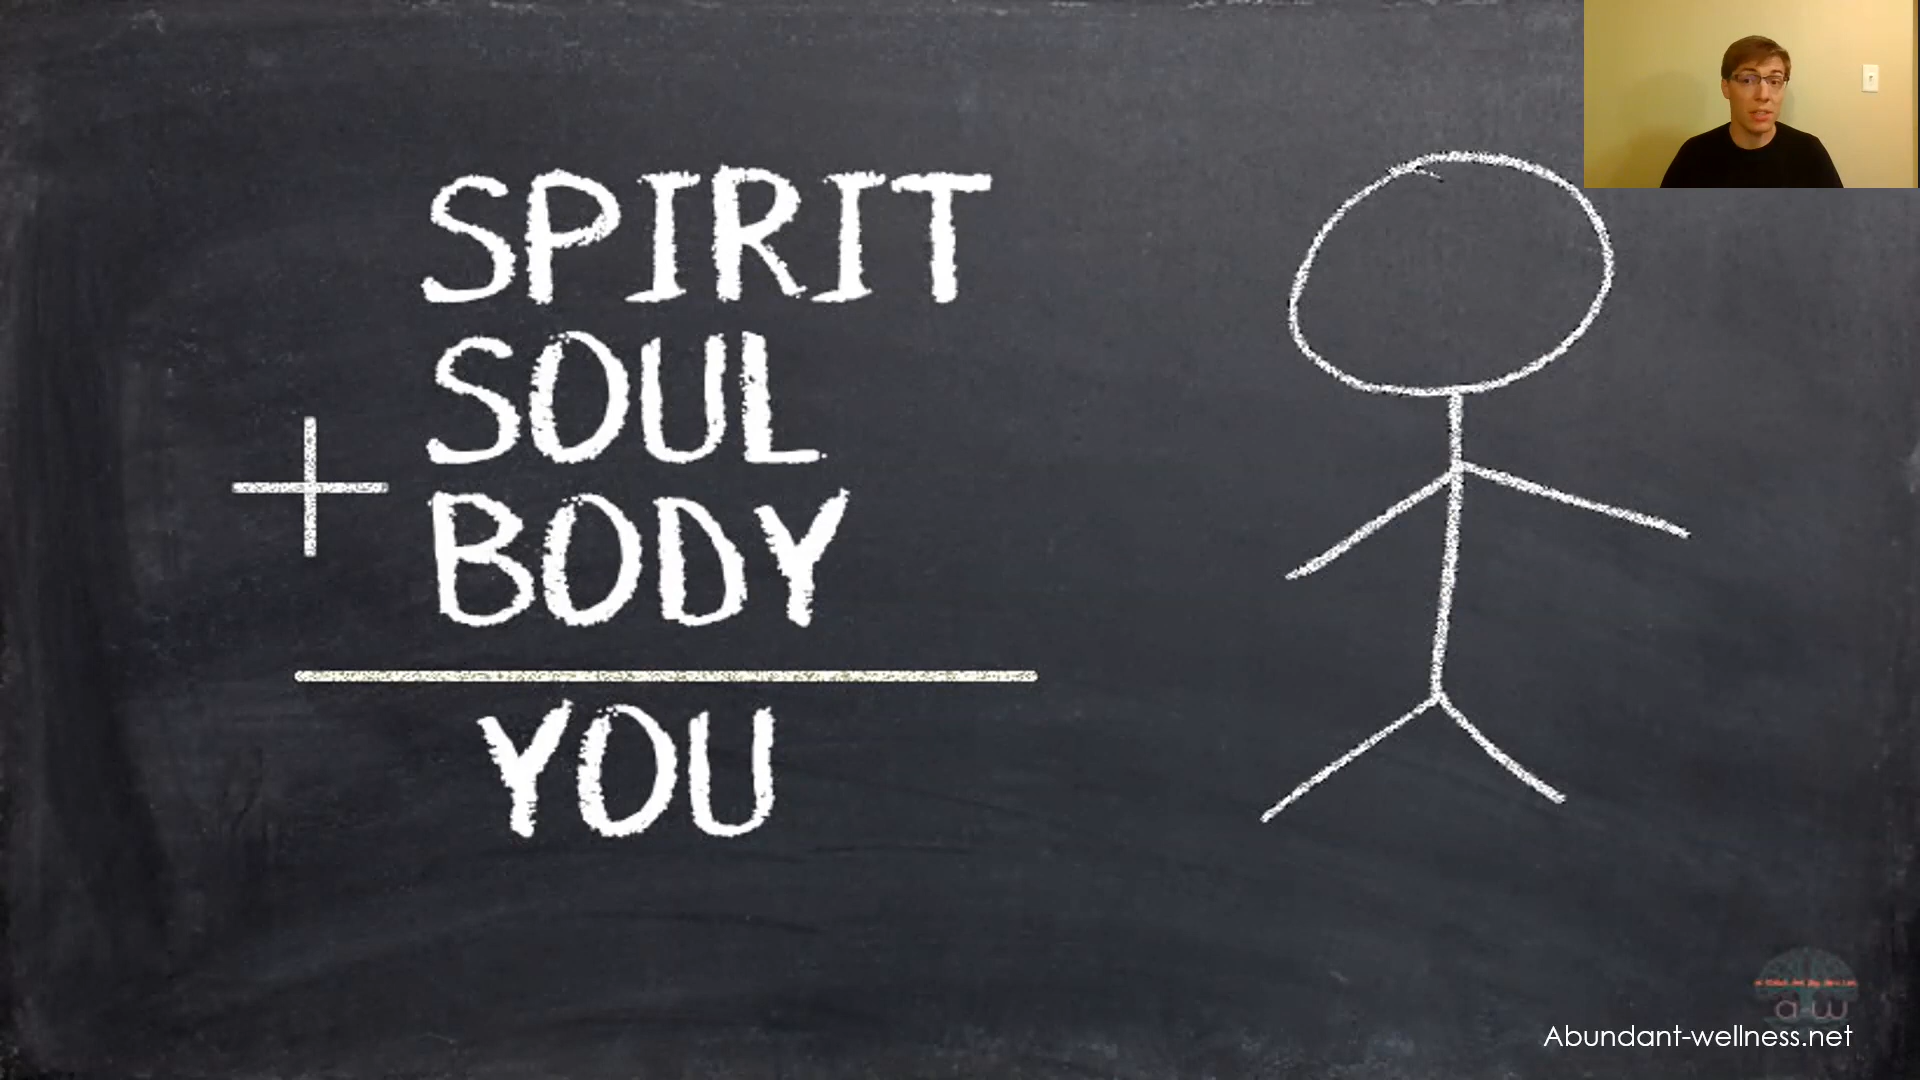 SPIRIT
SOUL
+ BODY
YOU
a w
Abundant-wellness.net